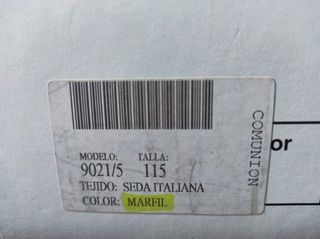 MODELO: TALLA:
9021/5 115
TEJIDO: SEDA ITALIANA
COLOR: MARFIL
COMUNION
or